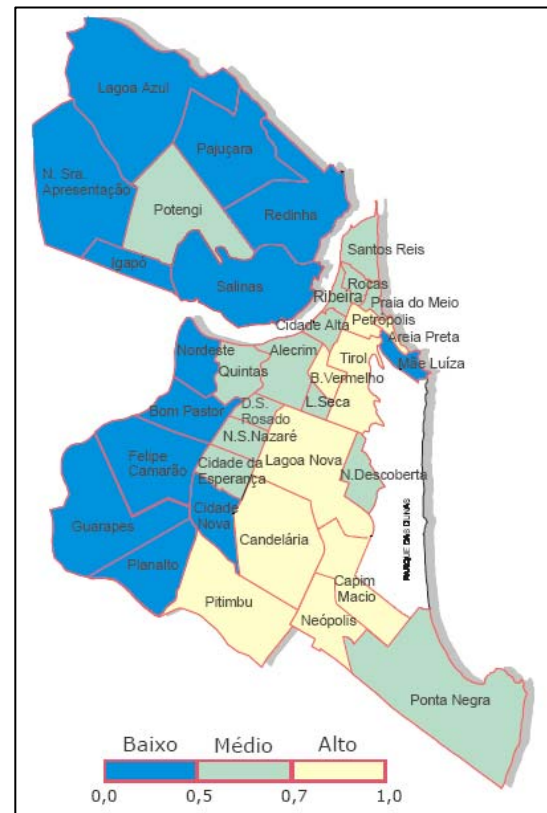 Lagoa Azul
Pajuçara
N. Sra.
Apresentação
Potengi
Redinha
Igapó
Salinas
Santos Reis
Rocas
Ribeira
Praia do Meio
Petrópolis
Cidade Alta
Areia Preta
Nordeste
Alecrim
Tirol
Mãe Luíza
Quintas
B.Vermelho
Bom Pastor
D.S.
Rosado
L.Seca
N.S.Nazaré
Felipe
Camarão
Cidade da
Esperança
Lagoa Nova
N.Descoberta
Guarapes
Cidade
Nova
Candelária
Planalto
PARQUE DAS DUNAS
Capim
Macio
Pitimbu
Neópolis
Ponta Negra
Baixo Médio Alto
0,0 0,5 0,7 1,0